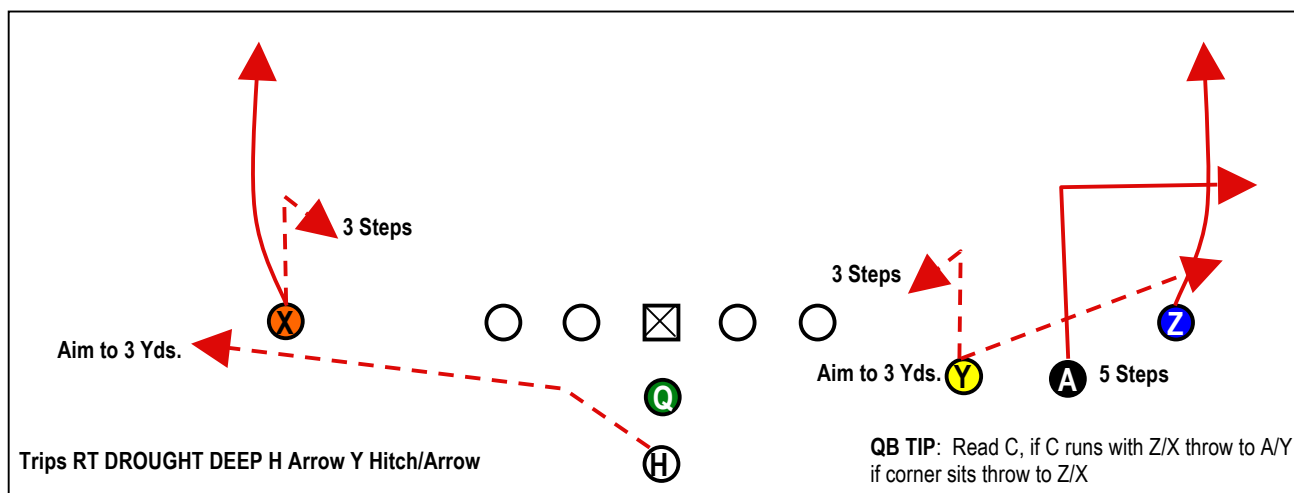 3 Steps
3 Steps
X
Z
Aim to 3 Yds.
Aim to 3 Yds.
Y
A
5 Steps
Q
H
Trips RT DROUGHT DEEP H Arrow Y Hitch/Arrow
QB TIP: Read C, if C runs with Z/X throw to A/Y
if corner sits throw to Z/X